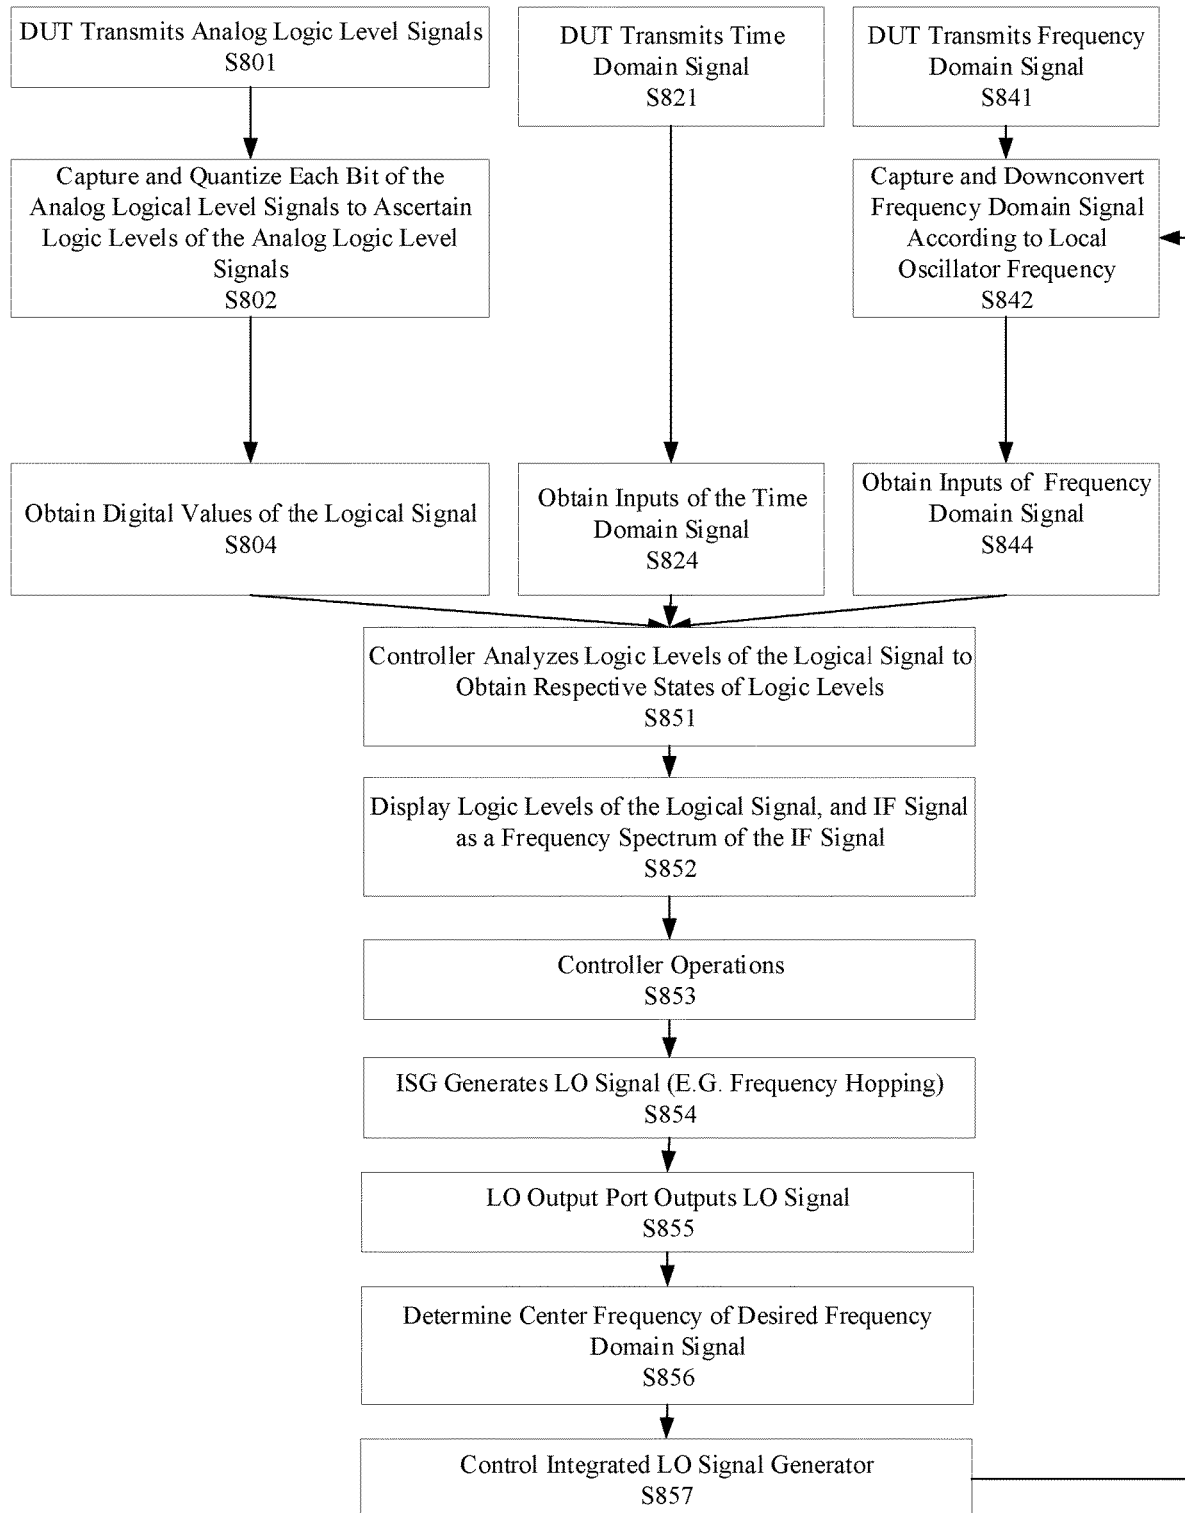 DUT Transmits Analog Logic Level Signals
S801
DUT Transmits Time
Domain Signal
S821
DUT Transmits Frequency
Domain Signal
S841
Capture and Quantize Each Bit of the
Analog Logical Level Signals to Ascertain
Logic Levels of the Analog Logic Level
Signals
S802
Capture and Downconvert
Frequency Domain Signal
According to Local
Oscillator Frequency
S842
Obtain Digital Values of the Logical Signal
S804
Obtain Inputs of the Time
Domain Signal
S824
Obtain Inputs of Frequency
Domain Signal
S844
Controller Analyzes Logic Levels of the Logical Signal to
Obtain Respective States of Logic Levels
S851
Display Logic Levels of the Logical Signal, and IF Signal
as a Frequency Spectrum of the IF Signal
S852
Controller Operations
S853
ISG Generates LO Signal (E.G. Frequency Hopping)
S854
LO Output Port Outputs LO Signal
S855
Determine Center Frequency of Desired Frequency
Domain Signal
S856
Control Integrated LO Signal Generator
S857